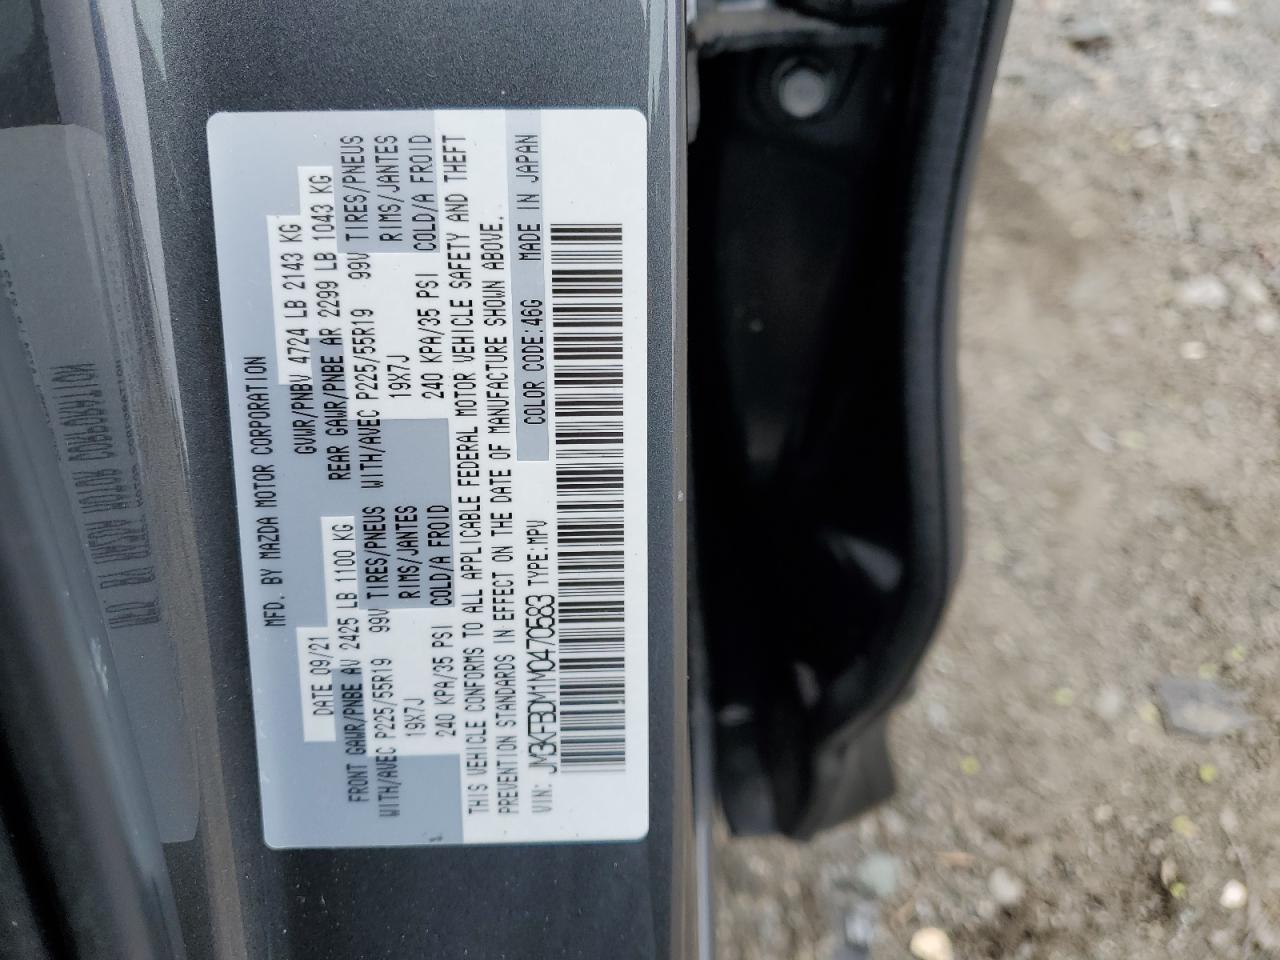 MFD. BY MAZDA MOTOR CORPORATION
DATE 09/21 GVWR/PNBV 4724 LB 2143 KG
FRONT GAWR/PNBE AV 2425 LB 1100 KG REAR GAWR/PNBE AR 2299 LB 1043 KG
WITH/AVEC P225/55R19 99V TIRES/PNEUS WITH/AVEC P225/55R19 99V TIRES/PNEUS
19X7J RIMS/JANTES 19X7J RIMS/JANTES
240 KPA/35 PSI COLD/A FROID 240 KPA/35 PSI COLD/A FROID
THIS VEHICLE CONFORMS TO ALL APPLICABLE FEDERAL MOTOR VEHICLE SAFETY AND THEFT
PREVENTION STANDARDS IN EFFECT ON THE DATE OF MANUFACTURE SHOWN ABOVE.
VIN: JM3KFBDM1M0470583 TYPE:MPV COLOR CODE:46G MADE IN JAPAN